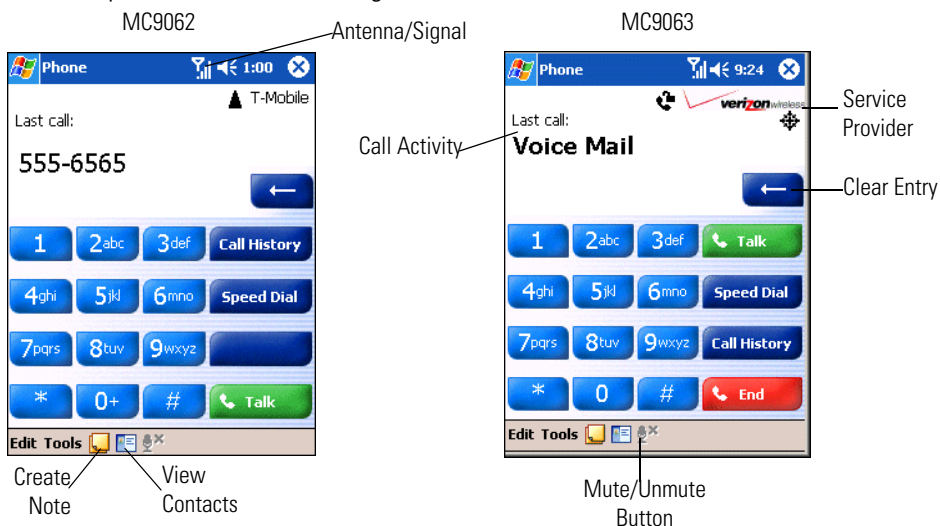 MC9062
MC9063
Antenna/Signal
Phone
1:00
T-Mobile
Last call:
555-6565
1 2abc 3def Call History
4ghi 5jkl 6mno Speed Dial
7pqrs 8tuv 9wxyz
* 0+ # Talk
Edit Tools
Create
Note
View
Contacts
Phone
9:24
verizonwireless
Service
Provider
Call Activity
Last call:
Voice Mail
Clear Entry
1 2abc 3def Talk
4ghi 5jkl 6mno Speed Dial
7pqrs 8tuv 9wxyz Call History
* 0 # End
Edit Tools
Mute/Unmute
Button